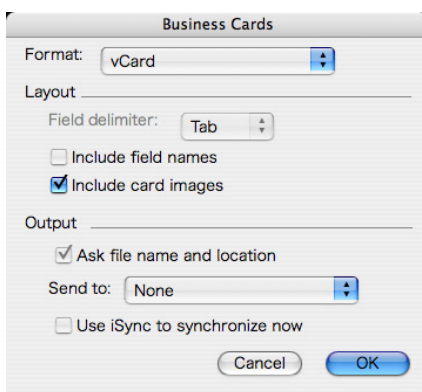 Business Cards
Format: vCard
Layout
Field delimiter: Tab
Include field names
Include card images
Output
Ask file name and location
Send to: None
Use iSync to synchronize now
Cancel OK